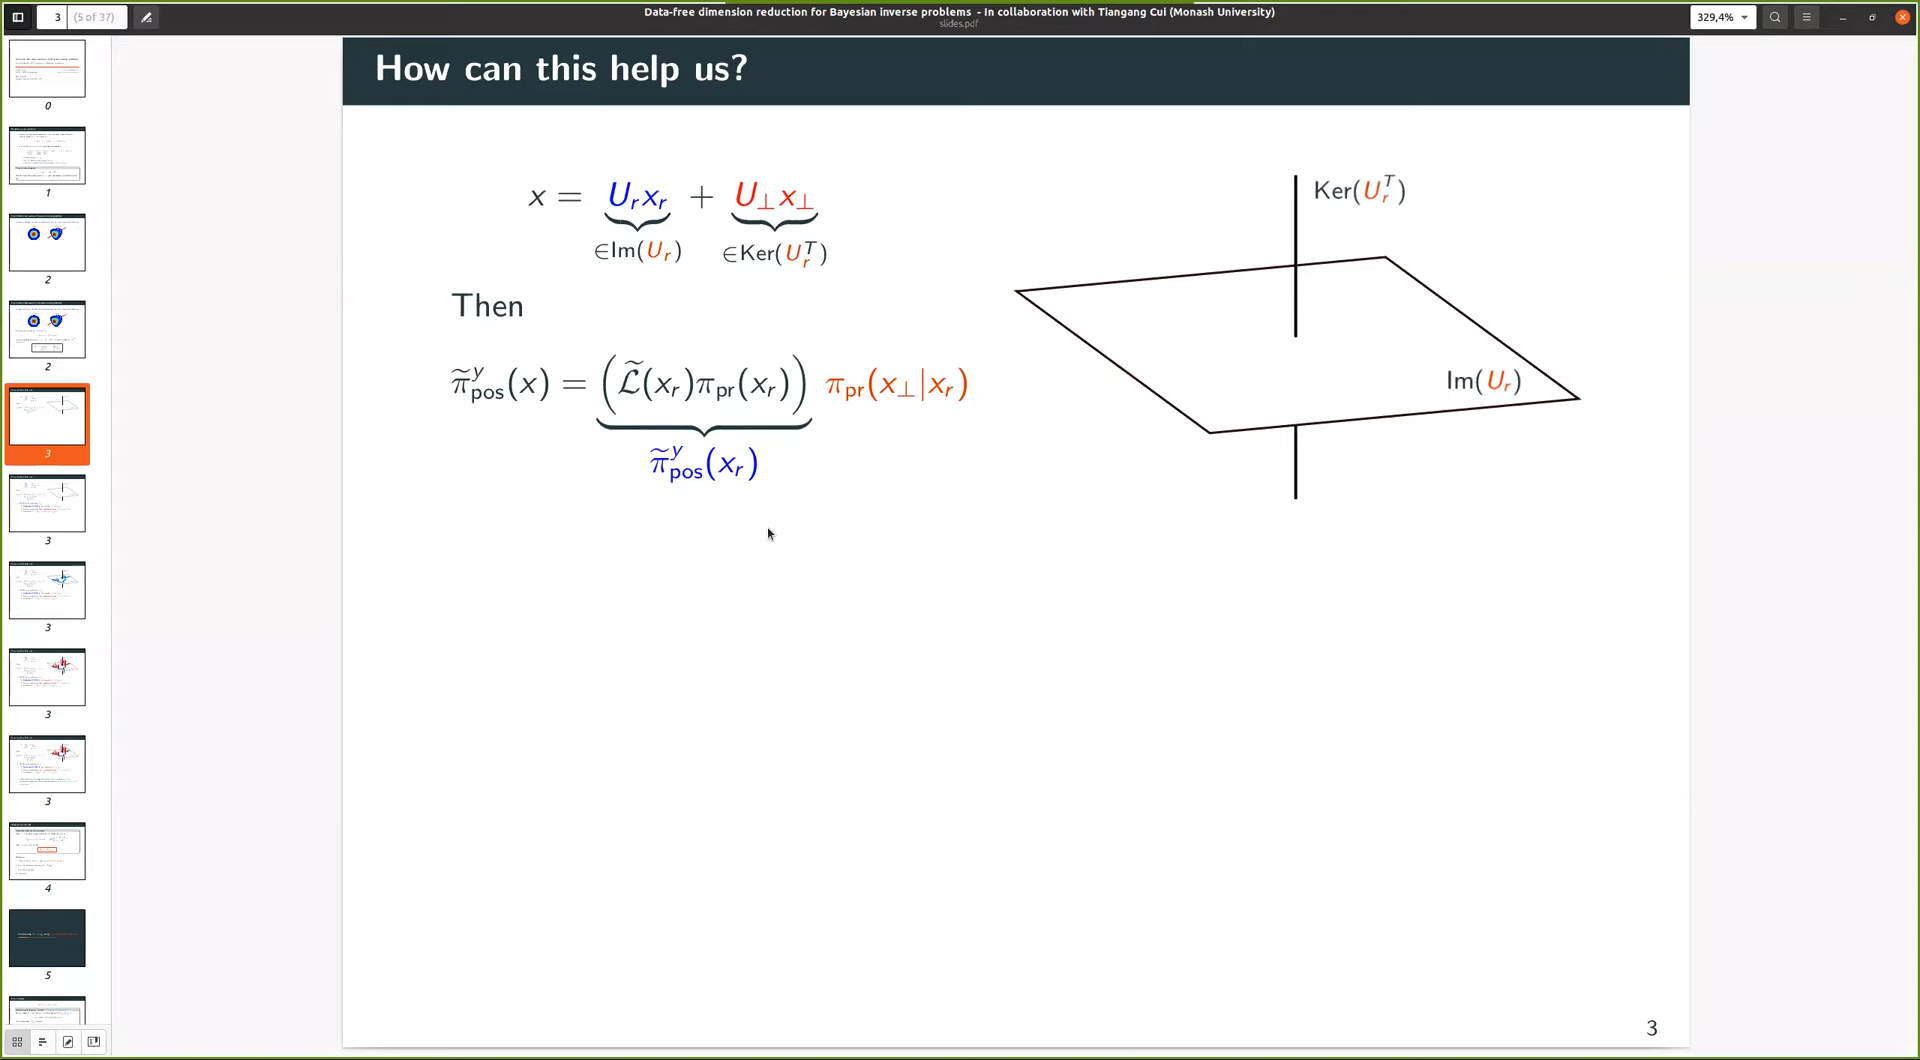 3 (5 of 37)
Data-free dimension reduction for Bayesian inverse problems - In collaboration with Tiangang Cui (Monash University)
slides.pdf
329,4%
How can this help us?
x = U_r x_r + U_⊥ x_⊥
∈Im(U_r) ∈Ker(U_r^T)
Then
π̃_pos^y(x) = (ℒ̃(x_r)π_pr(x_r)) π_pr(x_⊥|x_r)
π̃_pos^y(x_r)
Ker(U_r^T)
Im(U_r)
3
0
1
2
2
3
3
3
3
3
4
5